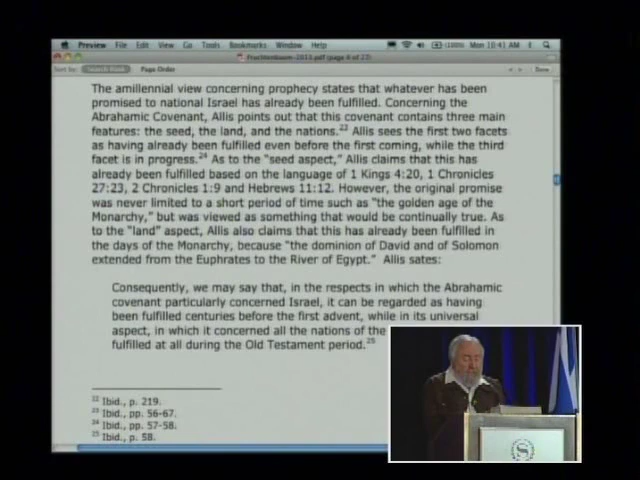 Preview File Edit View Go Tools Bookmarks Window Help (100%) Mon 10:41 AM
Fruchtenbaum-2013.pdf (page 8 of 27)
Sort by: Search Rank Page Order Done
The amillennial view concerning prophecy states that whatever has been
promised to national Israel has already been fulfilled. Concerning the
Abrahamic Covenant, Allis points out that this covenant contains three main
features: the seed, the land, and the nations.23 Allis sees the first two facets
as having already been fulfilled even before the first coming, while the third
facet is in progress.24 As to the “seed aspect,” Allis claims that this has
already been fulfilled based on the language of 1 Kings 4:20, 1 Chronicles
27:23, 2 Chronicles 1:9 and Hebrews 11:12. However, the original promise
was never limited to a short period of time such as “the golden age of the
Monarchy,” but was viewed as something that would be continually true. As
to the “land” aspect, Allis also claims that this has already been fulfilled in
the days of the Monarchy, because “the dominion of David and of Solomon
extended from the Euphrates to the River of Egypt.” Allis sates:
Consequently, we may say that, in the respects in which the Abrahamic
covenant particularly concerned Israel, it can be regarded as having
been fulfilled centuries before the first advent, while in its universal
aspect, in which it concerned all the nations of the
fulfilled at all during the Old Testament period.25
22 Ibid., p. 219.
23 Ibid., pp. 56-67.
24 Ibid., pp. 57-58.
25 Ibid., p. 58.
S